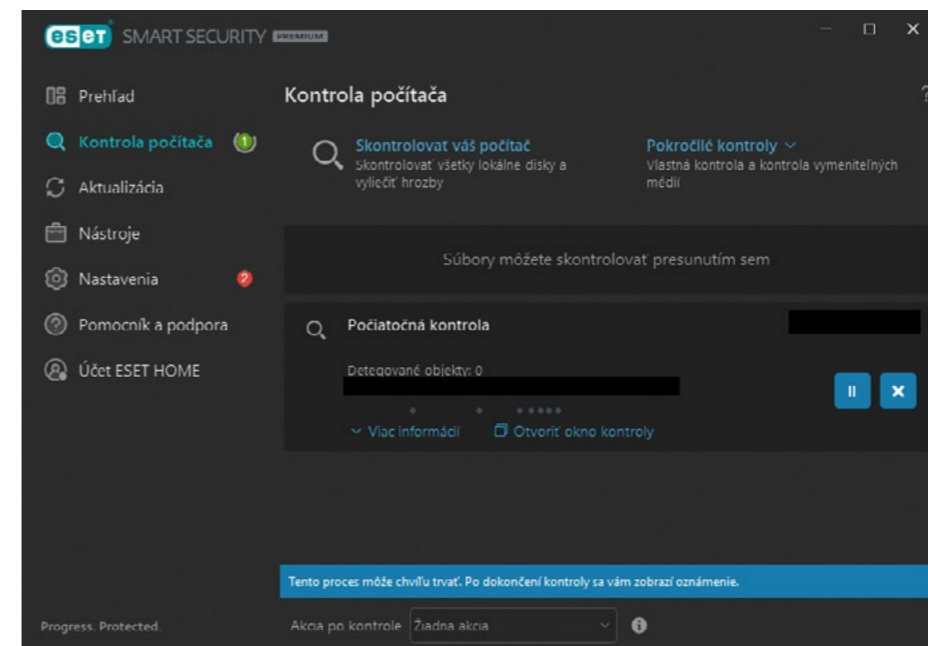 eset SMART SECURITY PREMIUM
Prehľad
Kontrola počítača 1
Aktualizácia
Nástroje
Nastavenia 2
Pomocník a podpora
Účet ESET HOME
Progress. Protected.
Kontrola počítača
?
Skontrolovať váš počítač
Skontrolovať všetky lokálne disky a
vyliečiť hrozby
Pokročilé kontroly
Vlastná kontrola a kontrola vymeniteľných
médií
Súbory môžete skontrolovať presunutím sem
Počiatočná kontrola
Detegované objekty: 0
Viac informácií Otvoriť okno kontroly
Tento proces môže chvíľu trvať. Po dokončení kontroly sa vám zobrazí oznámenie.
Akcia po kontrole Žiadna akcia